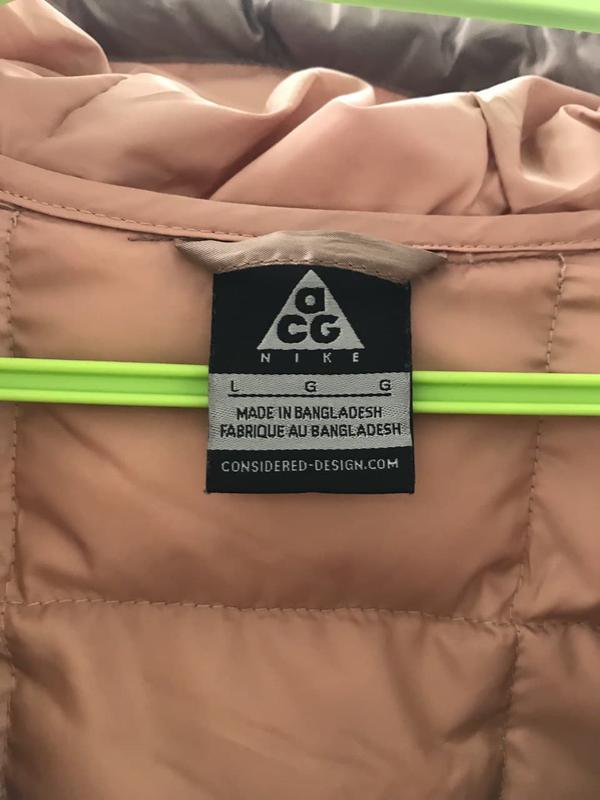 aCG
NIKE
L G G
MADE IN BANGLADESH
FABRIQUE AU BANGLADESH
CONSIDERED-DESIGN.COM